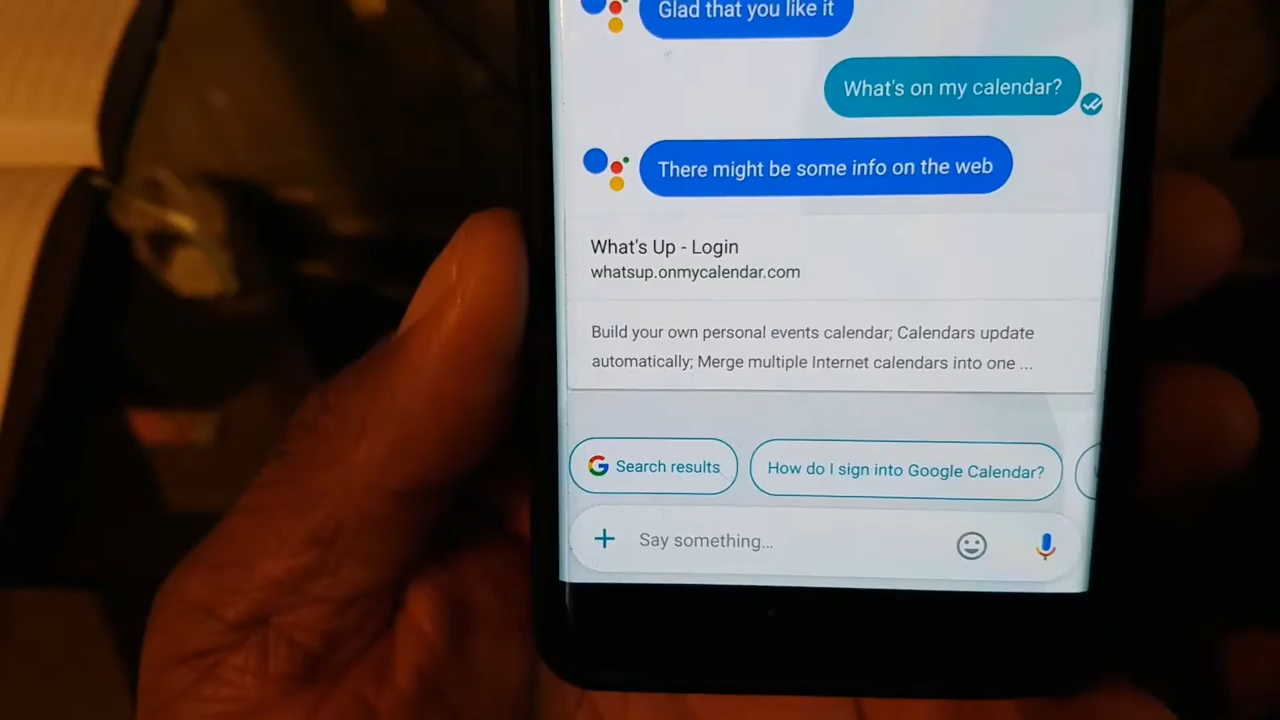 Glad that you like it
What's on my calendar?
There might be some info on the web
What's Up - Login
whatsup.onmycalendar.com
Build your own personal events calendar; Calendars update
automatically; Merge multiple Internet calendars into one ...
Search results
How do I sign into Google Calendar?
Say something...